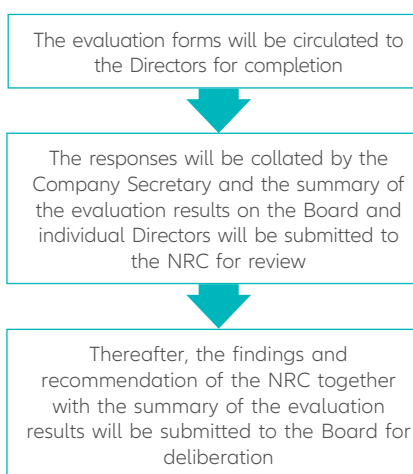 The evaluation forms will be circulated to
the Directors for completion
The responses will be collated by the
Company Secretary and the summary of
the evaluation results on the Board and
individual Directors will be submitted to
the NRC for review
Thereafter, the findings and
recommendation of the NRC together
with the summary of the evaluation
results will be submitted to the Board for
deliberation